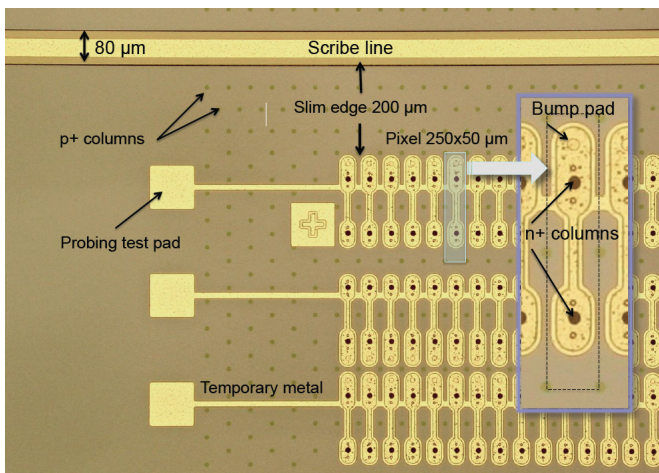 80 µm
Scribe line
Slim edge 200 µm
p+ columns
Pixel 250x50 µm
Bump pad
n+ columns
Probing test pad
Temporary metal